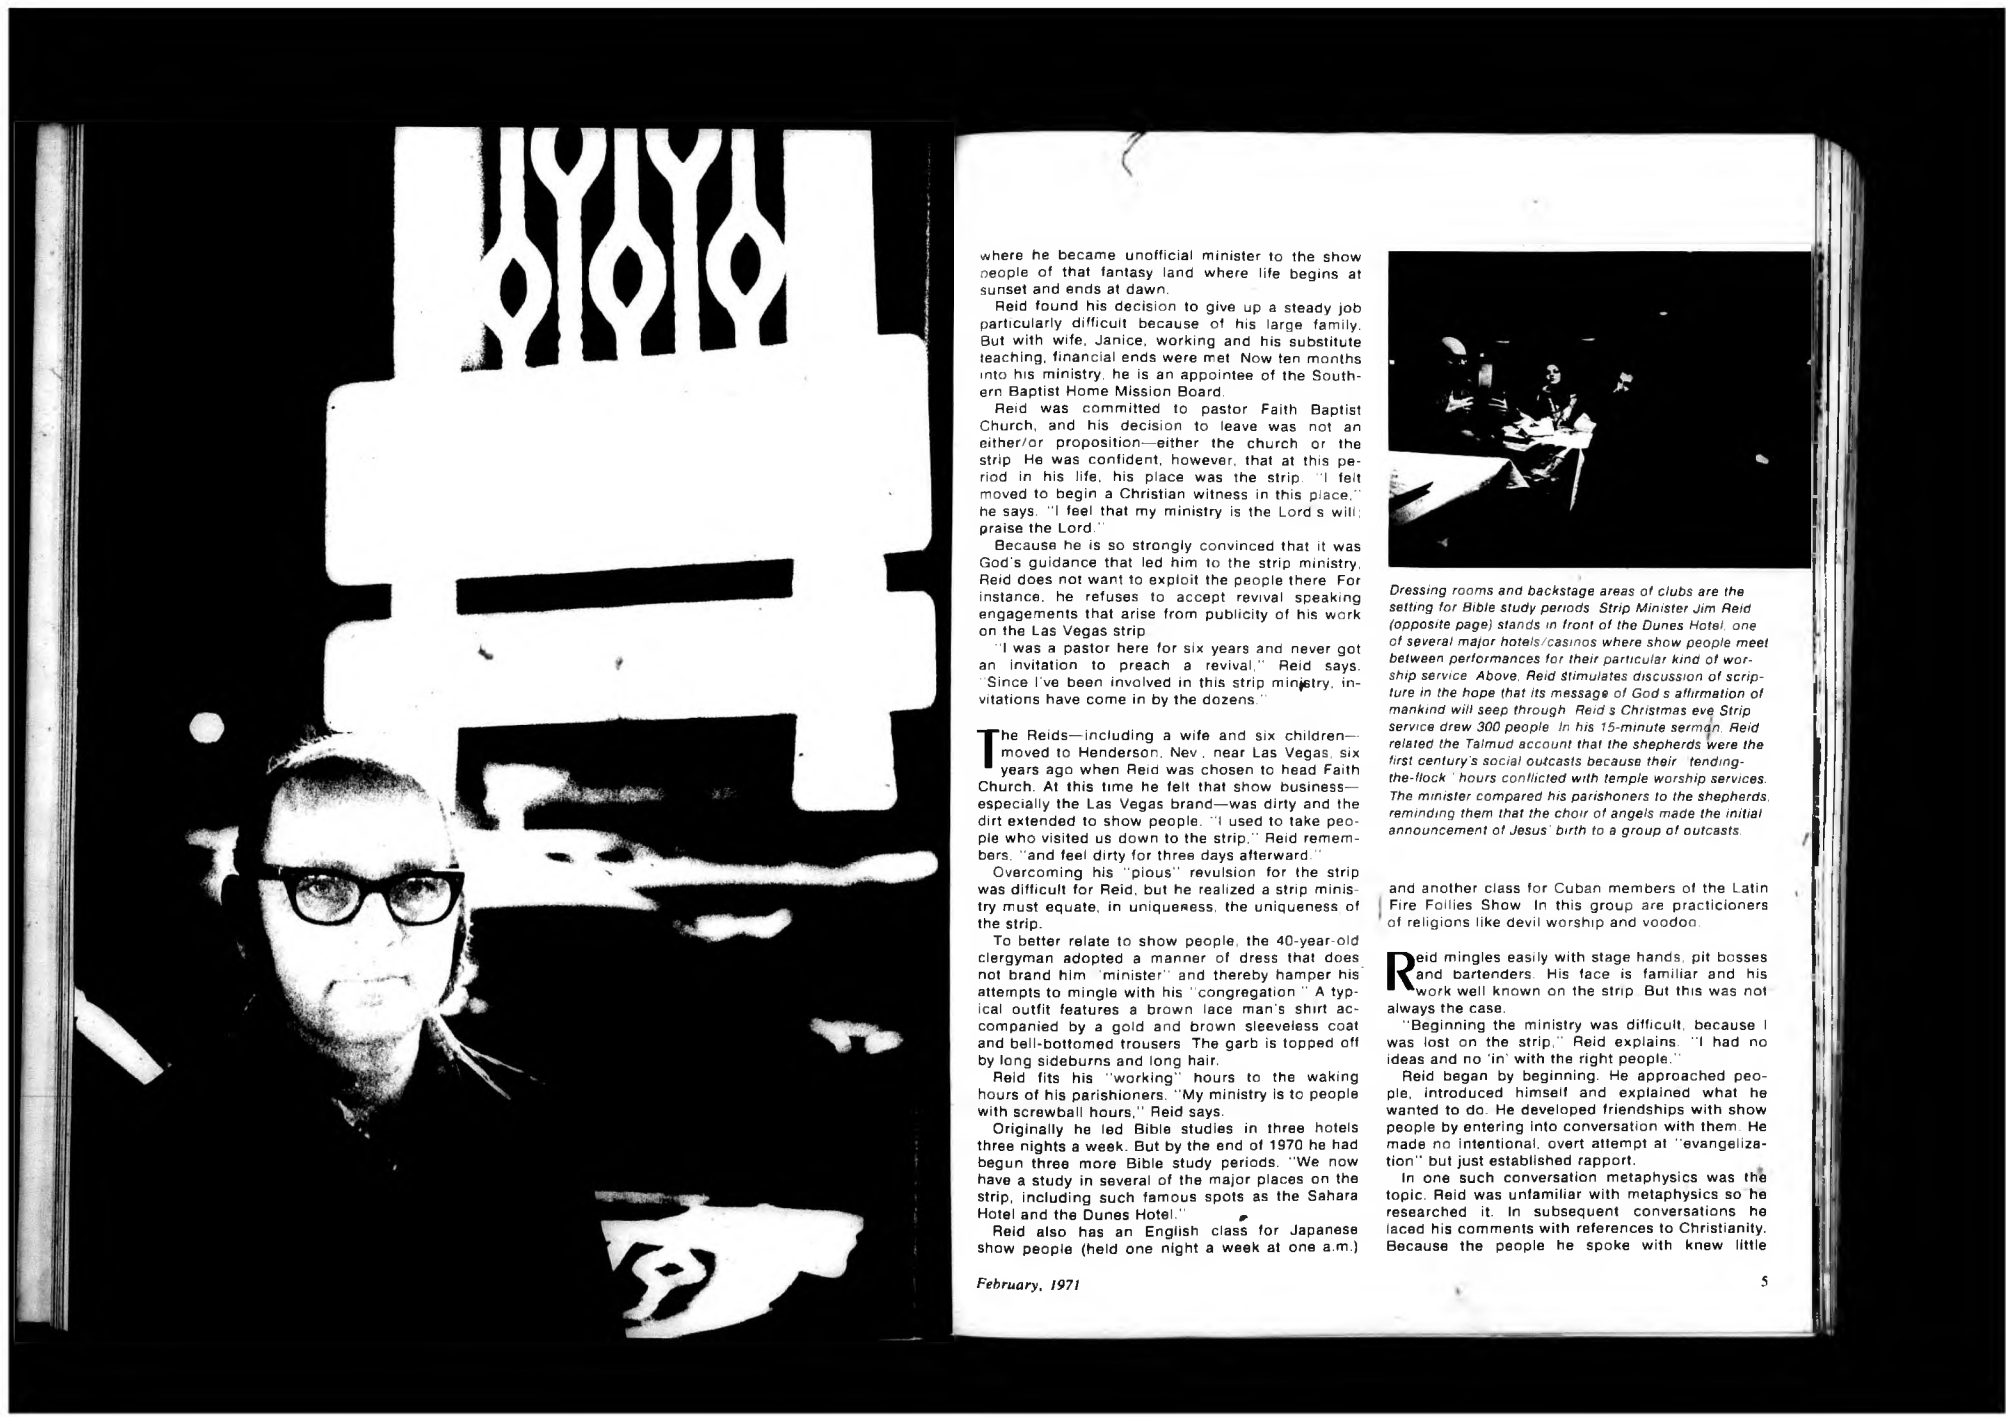 where he became unofficial minister to the show
people of that fantasy land where life begins at
sunset and ends at dawn.
Reid found his decision to give up a steady job
particularly difficult because of his large family.
But with wife, Janice, working and his substitute
teaching, financial ends were met Now ten months
into his ministry, he is an appointee of the South-
ern Baptist Home Mission Board.
Reid was committed to pastor Faith Baptist
Church, and his decision to leave was not an
either/or proposition—either the church or the
strip He was confident, however, that at this pe-
riod in his life, his place was the strip. "I felt
moved to begin a Christian witness in this place,"
he says. "I feel that my ministry is the Lord s will;
praise the Lord."
Because he is so strongly convinced that it was
God's guidance that led him to the strip ministry,
Reid does not want to exploit the people there For
instance, he refuses to accept revival speaking
engagements that arise from publicity of his work
on the Las Vegas strip
"I was a pastor here for six years and never got
an invitation to preach a revival," Reid says.
"Since I've been involved in this strip ministry, in-
vitations have come in by the dozens."
The Reids—including a wife and six children—
moved to Henderson, Nev., near Las Vegas, six
years ago when Reid was chosen to head Faith
Church. At this time he felt that show business—
especially the Las Vegas brand—was dirty and the
dirt extended to show people. "I used to take peo-
ple who visited us down to the strip," Reid remem-
bers, "and feel dirty for three days afterward."
Overcoming his "pious" revulsion for the strip
was difficult for Reid, but he realized a strip minis-
try must equate, in uniqueness, the uniqueness of
the strip.
To better relate to show people, the 40-year-old
clergyman adopted a manner of dress that does
not brand him "minister" and thereby hamper his
attempts to mingle with his "congregation " A typ-
ical outfit features a brown lace man's shirt ac-
companied by a gold and brown sleeveless coat
and bell-bottomed trousers The garb is topped off
by long sideburns and long hair.
Reid fits his "working" hours to the waking
hours of his parishioners. "My ministry is to people
with screwball hours," Reid says.
Originally he led Bible studies in three hotels
three nights a week. But by the end of 1970 he had
begun three more Bible study periods. "We now
have a study in several of the major places on the
strip, including such famous spots as the Sahara
Hotel and the Dunes Hotel."
Reid also has an English class for Japanese
show people (held one night a week at one a.m.)
Dressing rooms and backstage areas of clubs are the
setting for Bible study periods Strip Minister Jim Reid
(opposite page) stands in front of the Dunes Hotel, one
of several major hotels/casinos where show people meet
between performances for their particular kind of wor-
ship service Above, Reid stimulates discussion of scrip-
ture in the hope that its message of God s affirmation of
mankind will seep through Reid s Christmas eve Strip
service drew 300 people In his 15-minute sermon, Reid
related the Talmud account that the shepherds were the
first century's social outcasts because their 'tending-
the-flock ' hours conflicted with temple worship services.
The minister compared his parishoners to the shepherds,
reminding them that the choir of angels made the initial
announcement of Jesus' birth to a group of outcasts.
and another class for Cuban members of the Latin
Fire Follies Show In this group are practicioners
of religions like devil worship and voodoo.
Reid mingles easily with stage hands, pit bosses
and bartenders. His face is familiar and his
work well known on the strip But this was not
always the case.
"Beginning the ministry was difficult, because I
was lost on the strip," Reid explains. "I had no
ideas and no 'in' with the right people."
Reid began by beginning. He approached peo-
ple, introduced himself and explained what he
wanted to do. He developed friendships with show
people by entering into conversation with them. He
made no intentional, overt attempt at "evangeliza-
tion" but just established rapport.
In one such conversation metaphysics was the
topic. Reid was unfamiliar with metaphysics so he
researched it. In subsequent conversations he
laced his comments with references to Christianity.
Because the people he spoke with knew little
February, 1971
5